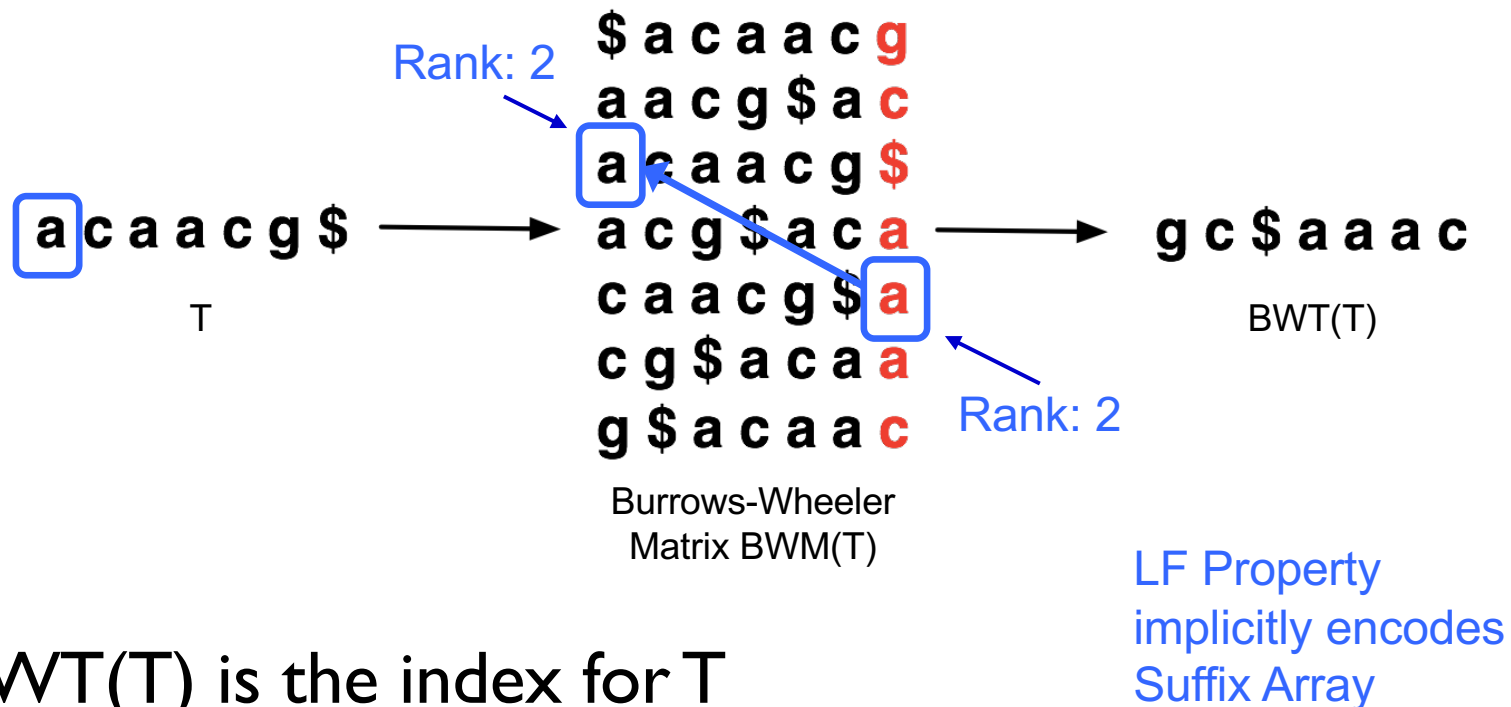 $ a c a a c g
Rank: 2
a a c g $ a c
a c a a c g $
a c a a c g $
a c g $ a c a
g c $ a a a c
c a a c g $ a
T
BWT(T)
c g $ a c a a
Rank: 2
g $ a c a a c
Burrows-Wheeler
Matrix BWM(T)
LF Property
implicitly encodes
Suffix Array
WT(T) is the index for T